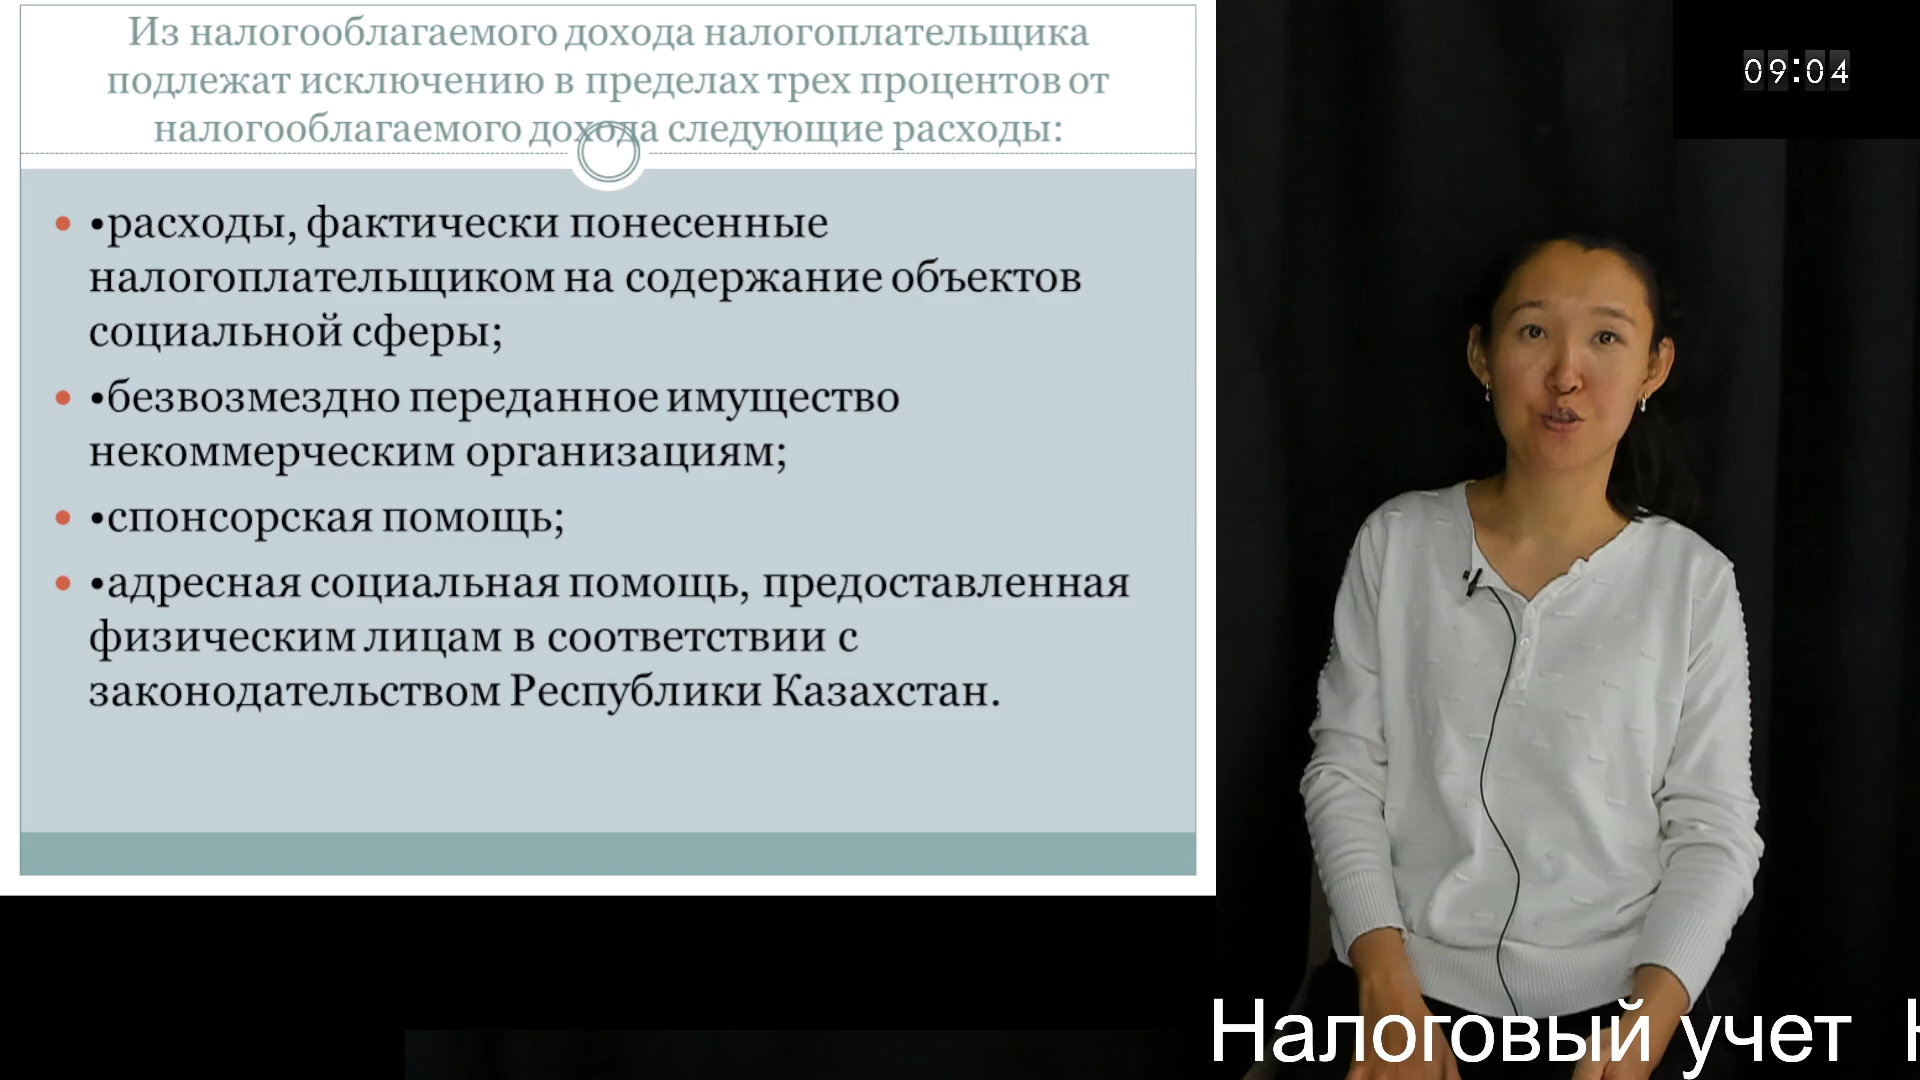 Из налогооблагаемого дохода налогоплательщика
подлежат исключению в пределах трех процентов от
налогооблагаемого дохода следующие расходы:
•расходы, фактически понесенные
налогоплательщиком на содержание объектов
социальной сферы;
•безвозмездно переданное имущество
некоммерческим организациям;
•спонсорская помощь;
•адресная социальная помощь, предоставленная
физическим лицам в соответствии с
законодательством Республики Казахстан.
09:04
Налоговый учет